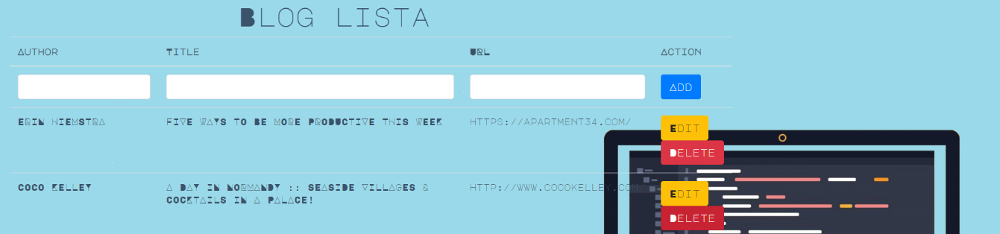 BLOG LISTA
AUTHOR TITLE URL ACTION
ADD
ERIN HIEMSTRA FIVE WAYS TO BE MORE PRODUCTIVE THIS WEEK HTTPS://APARTMENT34.COM/ EDIT
DELETE
COCO KELLEY A DAY IN NORMANDY :: SEASIDE VILLAGES & HTTP://WWW.COCOKELLEY.COM/ EDIT
COCKTAILS IN A PALACE!
DELETE